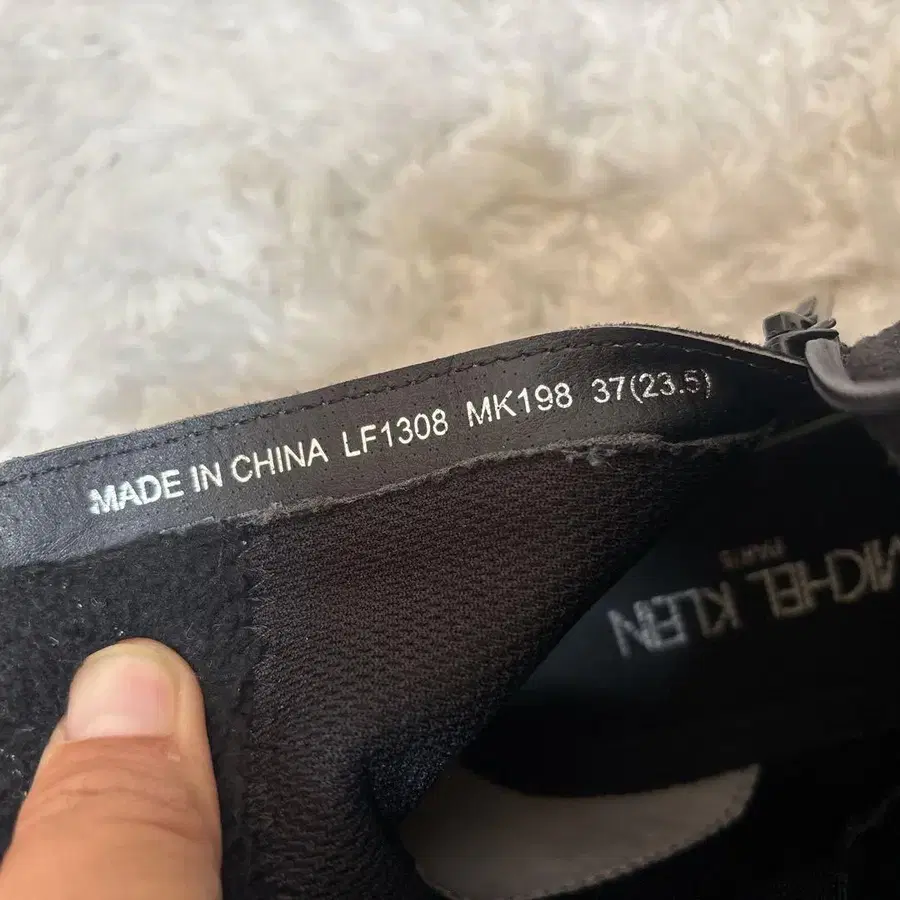 MADE IN CHINA LF1308 MK198 37(23.5)
MICHEL KLEIN
PARIS